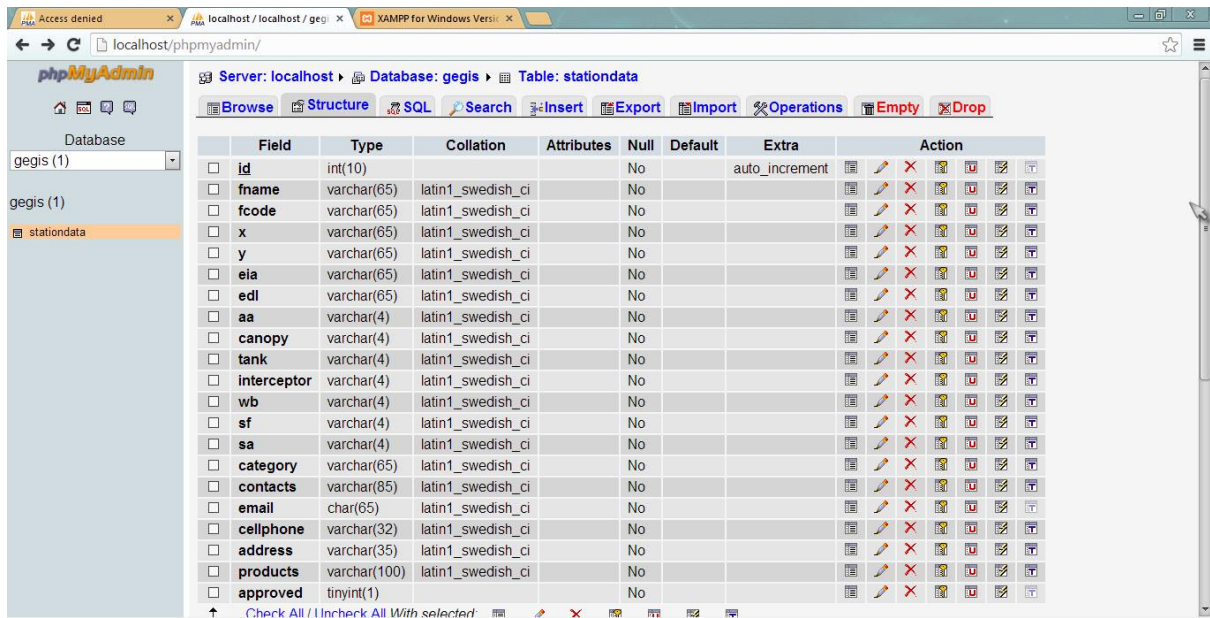 Access denied
localhost / localhost / gegi
XAMPP for Windows Versic
localhost/phpmyadmin/
phpMyAdmin
Server: localhost Database: gegis Table: stationdata
Browse Structure SQL Search Insert Export Import Operations Empty Drop
Database
gegis (1)
gegis (1)
stationdata
Field Type Collation Attributes Null Default Extra Action
id int(10) No auto_increment
fname varchar(65) latin1_swedish_ci No
fcode varchar(65) latin1_swedish_ci No
x varchar(65) latin1_swedish_ci No
y varchar(65) latin1_swedish_ci No
eia varchar(65) latin1_swedish_ci No
edl varchar(65) latin1_swedish_ci No
aa varchar(4) latin1_swedish_ci No
canopy varchar(4) latin1_swedish_ci No
tank varchar(4) latin1_swedish_ci No
interceptor varchar(4) latin1_swedish_ci No
wb varchar(4) latin1_swedish_ci No
sf varchar(4) latin1_swedish_ci No
sa varchar(4) latin1_swedish_ci No
category varchar(65) latin1_swedish_ci No
contacts varchar(85) latin1_swedish_ci No
email char(65) latin1_swedish_ci No
cellphone varchar(32) latin1_swedish_ci No
address varchar(35) latin1_swedish_ci No
products varchar(100) latin1_swedish_ci No
approved tinyint(1) No
Check All / Uncheck All With selected: